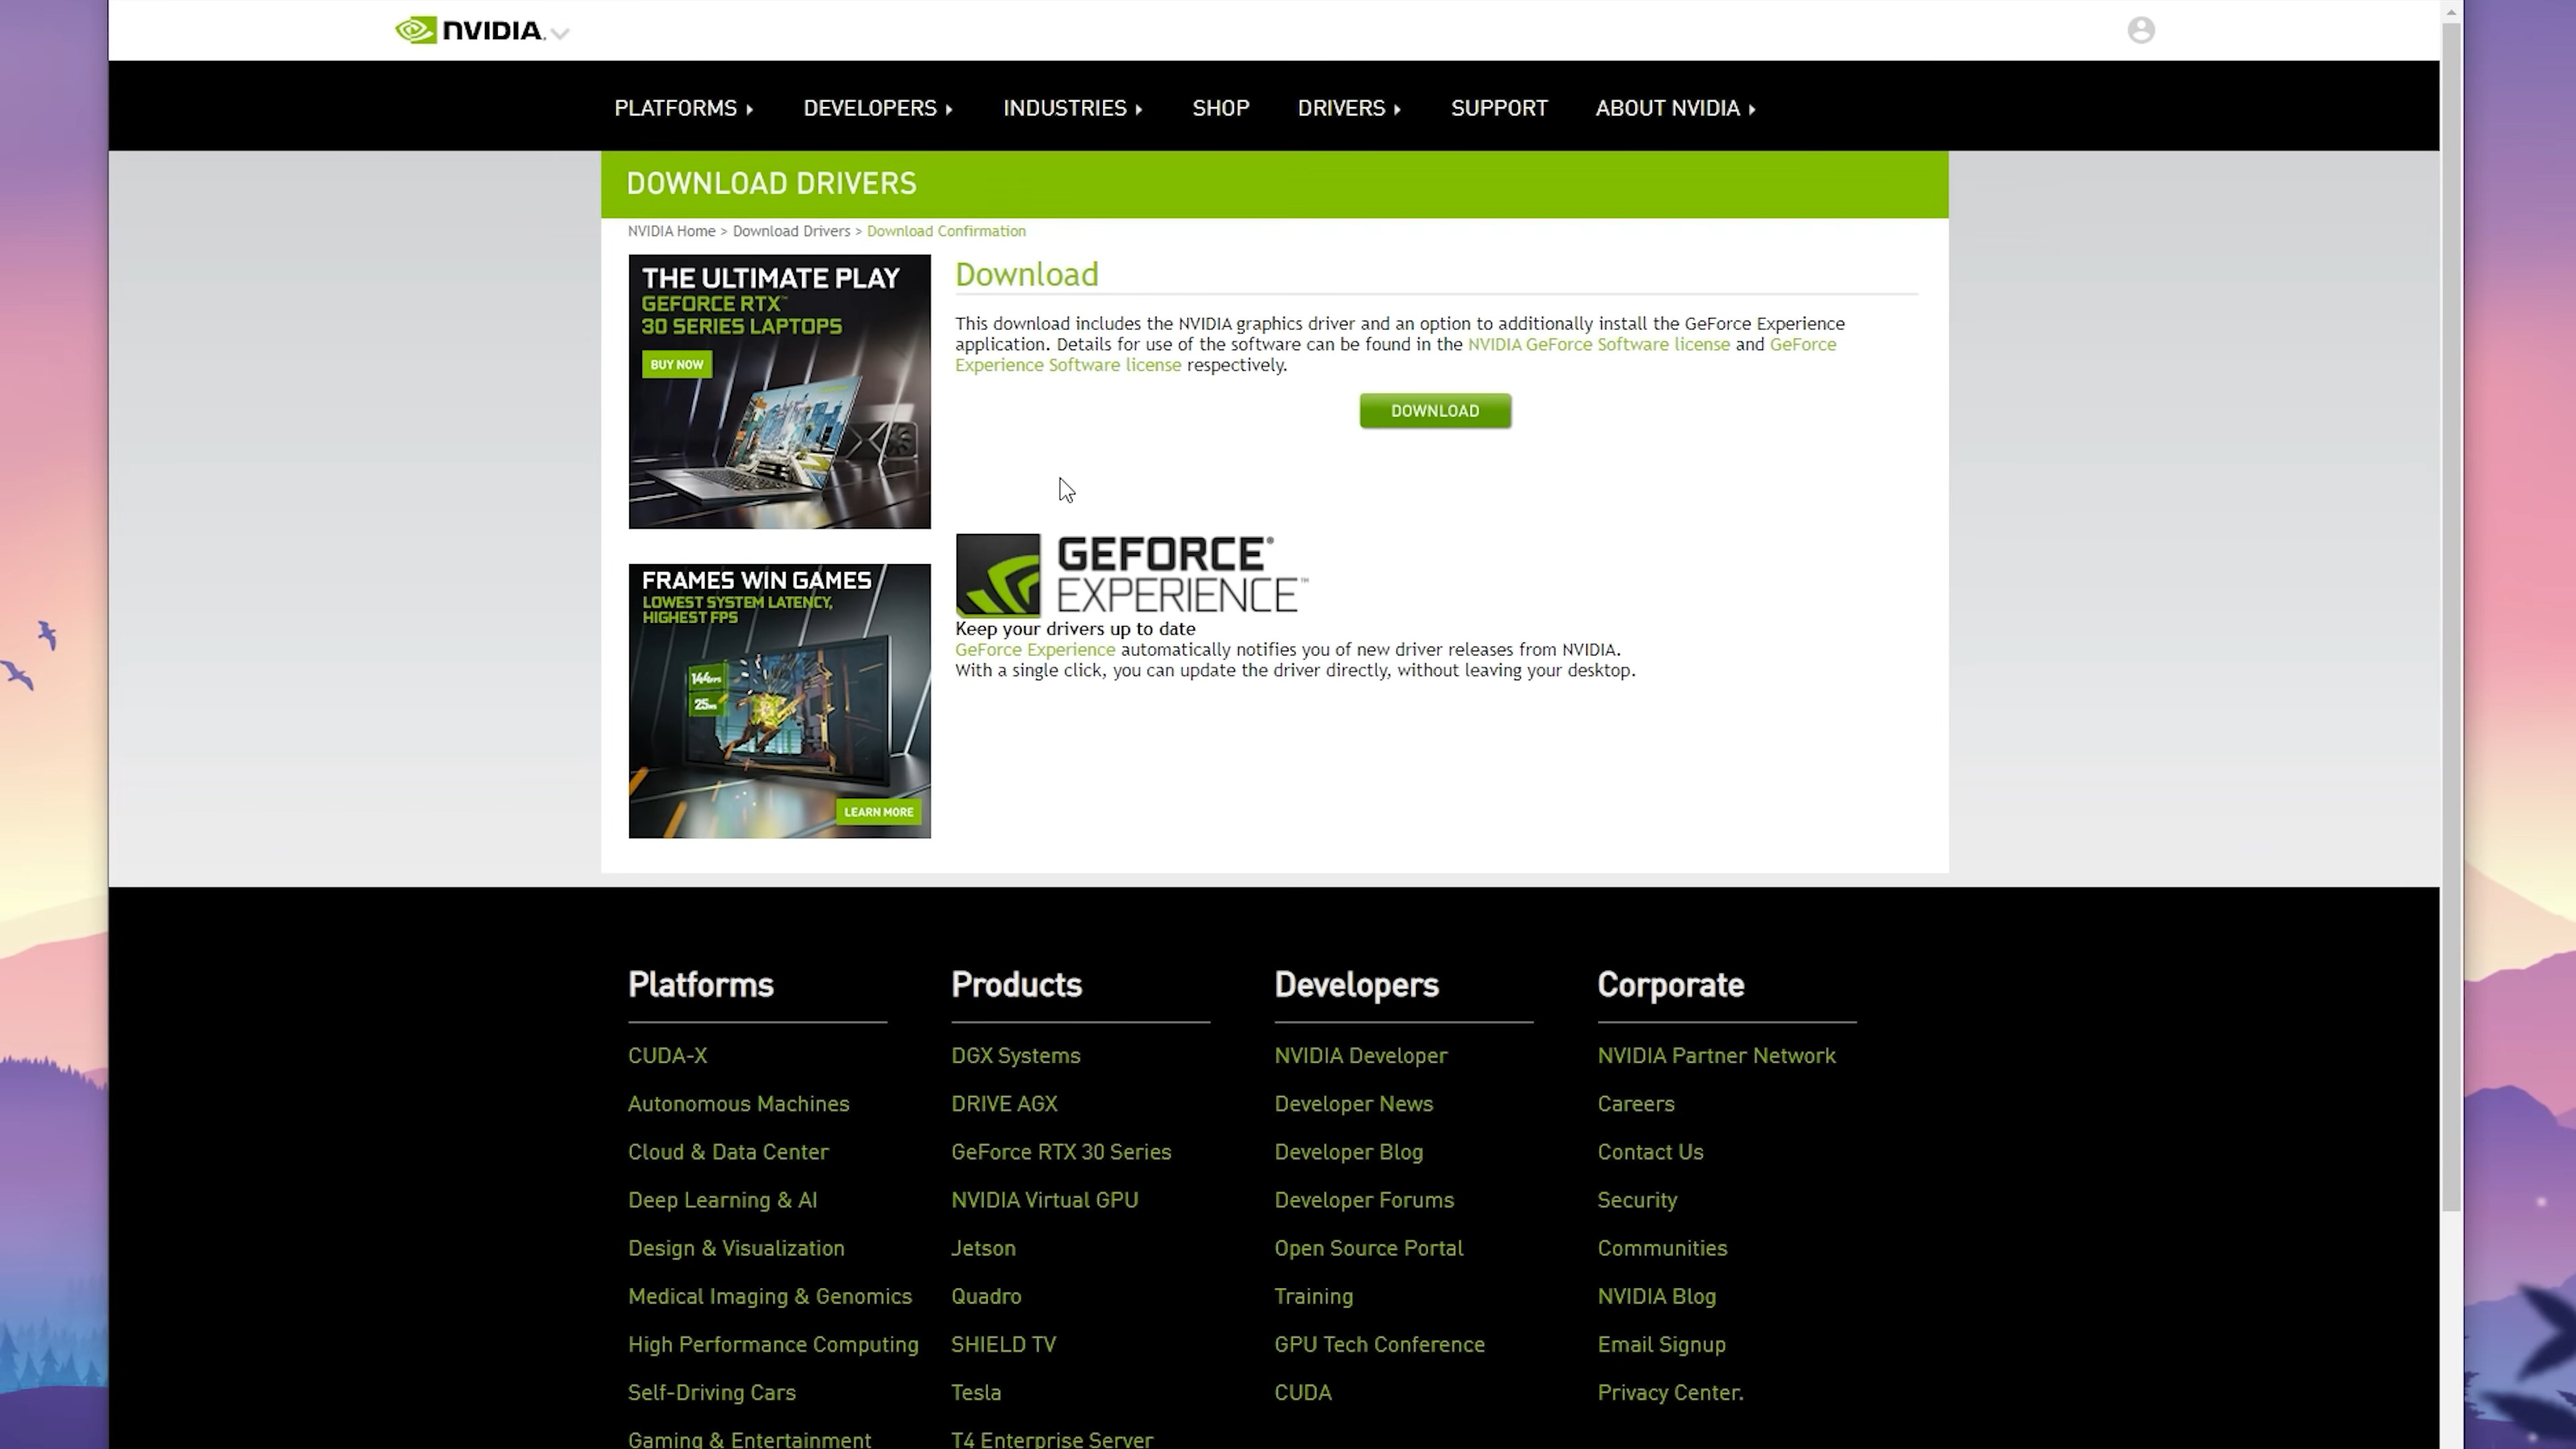 NVIDIA.
PLATFORMS
DEVELOPERS
INDUSTRIES
SHOP
DRIVERS
SUPPORT
ABOUT NVIDIA
DOWNLOAD DRIVERS
NVIDIA Home > Download Drivers > Download Confirmation
THE ULTIMATE PLAY
GEFORCE RTX™
30 SERIES LAPTOPS
BUY NOW
FRAMES WIN GAMES
LOWEST SYSTEM LATENCY,
HIGHEST FPS
144FPS
25MS
LEARN MORE
Download
This download includes the NVIDIA graphics driver and an option to additionally install the GeForce Experience
application. Details for use of the software can be found in the NVIDIA GeForce Software license and GeForce
Experience Software license respectively.
DOWNLOAD
GEFORCE®
EXPERIENCE™
Keep your drivers up to date
GeForce Experience automatically notifies you of new driver releases from NVIDIA.
With a single click, you can update the driver directly, without leaving your desktop.
Platforms
CUDA-X
Autonomous Machines
Cloud & Data Center
Deep Learning & AI
Design & Visualization
Medical Imaging & Genomics
High Performance Computing
Self-Driving Cars
Gaming & Entertainment
Products
DGX Systems
DRIVE AGX
GeForce RTX 30 Series
NVIDIA Virtual GPU
Jetson
Quadro
SHIELD TV
Tesla
T4 Enterprise Server
Developers
NVIDIA Developer
Developer News
Developer Blog
Developer Forums
Open Source Portal
Training
GPU Tech Conference
CUDA
Corporate
NVIDIA Partner Network
Careers
Contact Us
Security
Communities
NVIDIA Blog
Email Signup
Privacy Center.